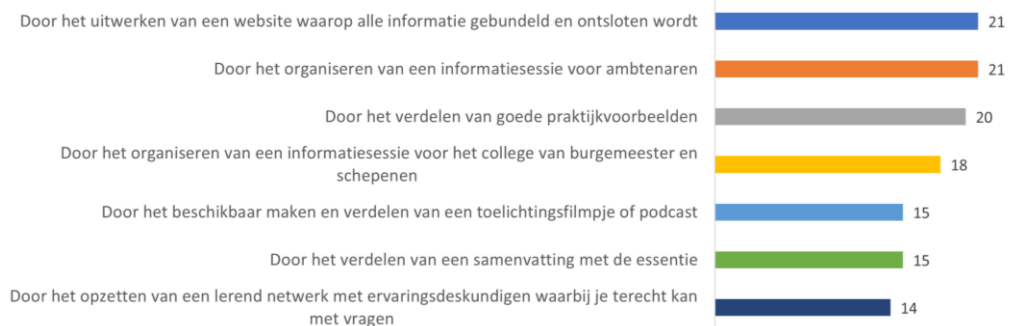 Door het uitwerken van een website waarop alle informatie gebundeld en ontsloten wordt 21
Door het organiseren van een informatiesessie voor ambtenaren 21
Door het verdelen van goede praktijkvoorbeelden 20
Door het organiseren van een informatiesessie voor het college van burgemeester en
schepenen 18
Door het beschikbaar maken en verdelen van een toelichtingsfilmpje of podcast 15
Door het verdelen van een samenvatting met de essentie 15
Door het opzetten van een lerend netwerk met ervaringsdeskundigen waarbij je terecht kan
met vragen 14